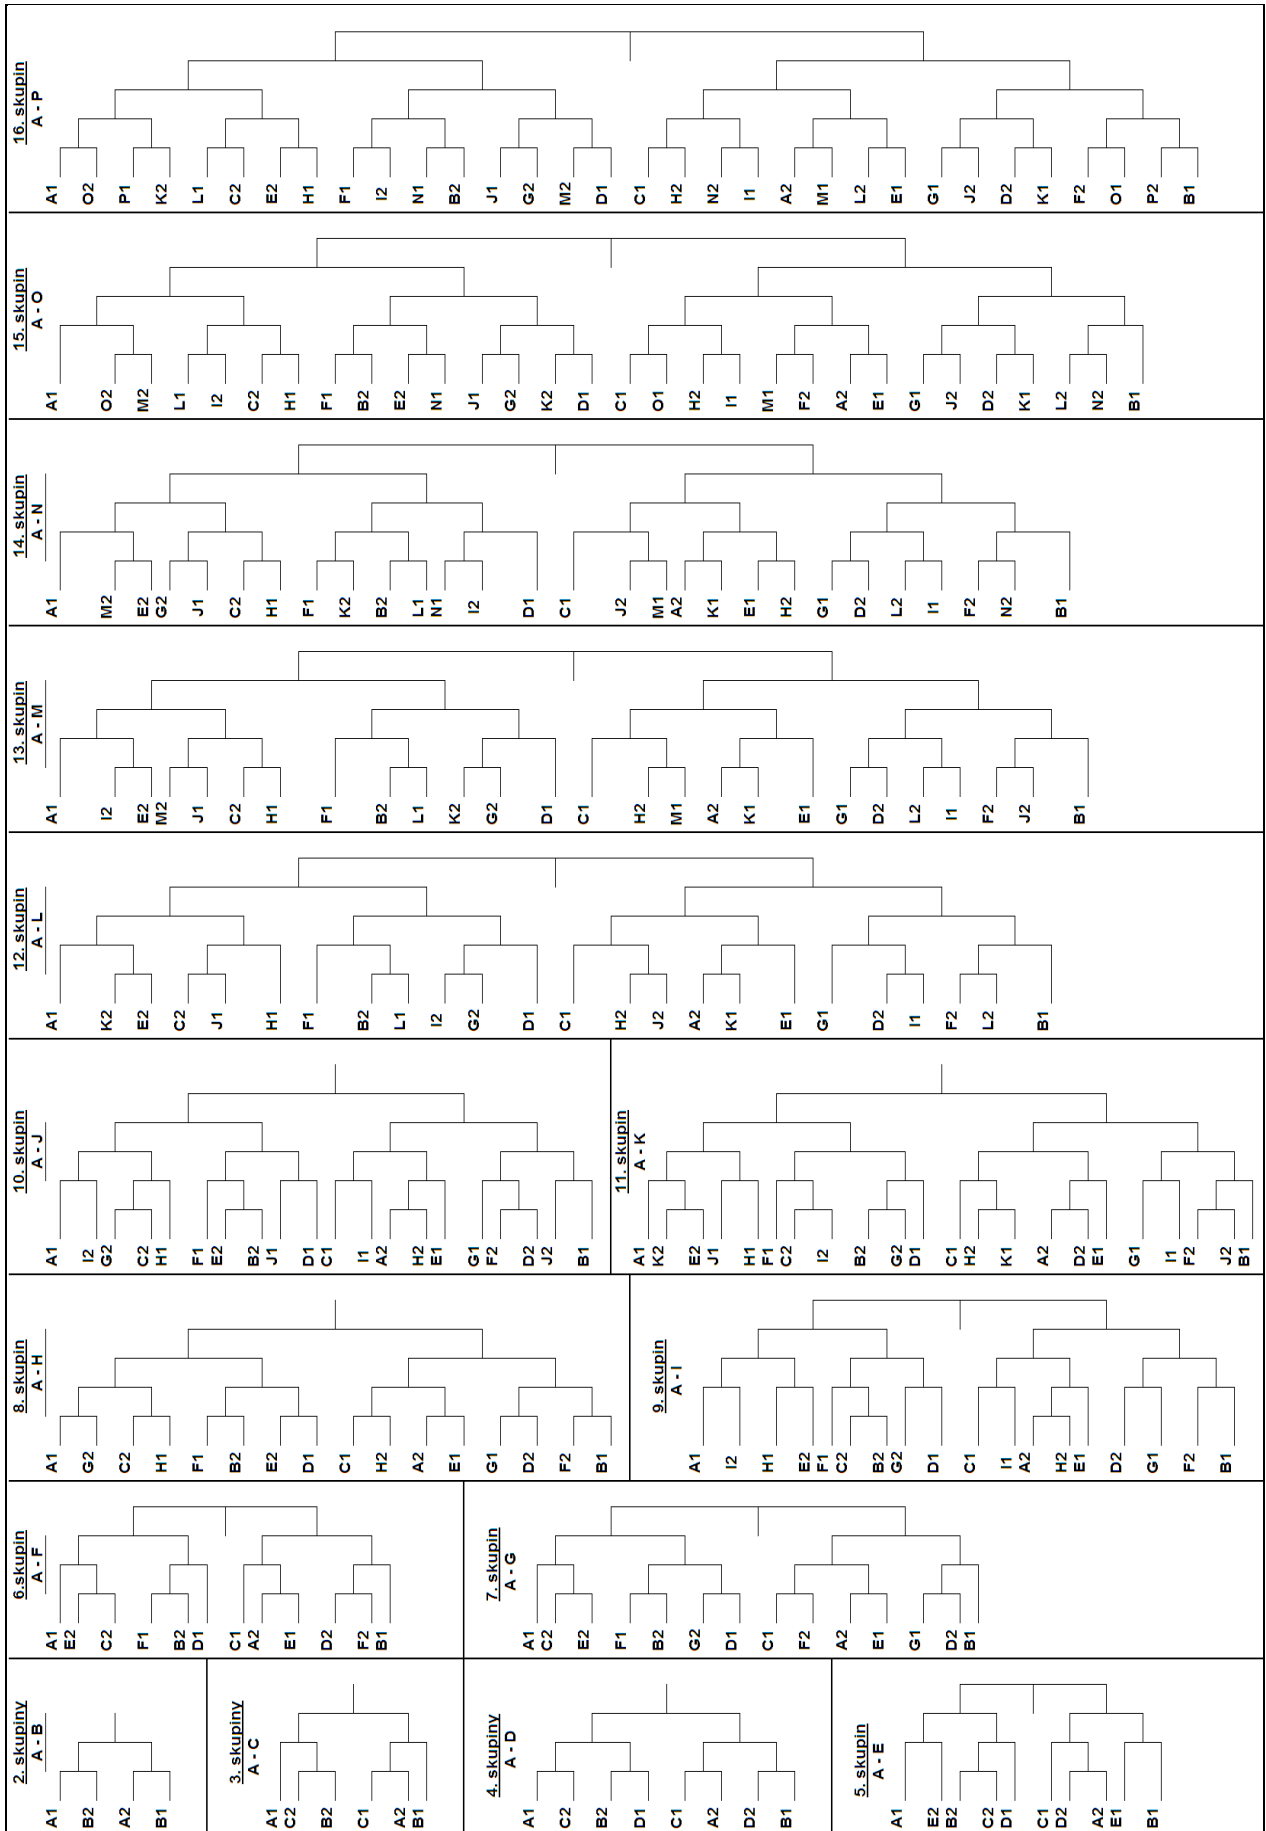 16. skupin
A - P
A1
O2
P1
K2
L1
C2
E2
H1
F1
I2
N1
B2
J1
G2
M2
D1
C1
H2
N2
I1
A2
M1
L2
E1
G1
J2
D2
K1
F2
O1
P2
B1
15. skupin
A - O
A1
O2
M2
L1
I2
C2
H1
F1
B2
E2
N1
J1
G2
K2
D1
C1
O1
H2
I1
M1
F2
A2
E1
G1
J2
D2
K1
L2
N2
B1
14. skupin
A - N
A1
M2
E2
G2
J1
C2
H1
F1
K2
B2
L1
N1
I2
D1
C1
J2
M1
A2
K1
E1
H2
G1
D2
L2
I1
F2
N2
B1
13. skupin
A - M
A1
I2
E2
M2
J1
C2
H1
F1
B2
L1
K2
G2
D1
C1
H2
M1
A2
K1
E1
G1
D2
L2
I1
F2
J2
B1
12. skupin
A - L
A1
K2
E2
C2
J1
H1
F1
B2
L1
I2
G2
D1
C1
H2
J2
A2
K1
E1
G1
D2
I1
F2
L2
B1
10. skupin
A - J
A1
I2
G2
C2
H1
F1
E2
B2
J1
D1
C1
I1
A2
H2
E1
G1
F2
D2
J2
B1
11. skupin
A - K
A1
K2
E2
J1
H1
F1
C2
I2
B2
G2
D1
C1
H2
K1
A2
D2
E1
G1
I1
F2
J2
B1
8. skupin
A - H
A1
G2
C2
H1
F1
B2
E2
D1
C1
H2
A2
E1
G1
D2
F2
B1
9. skupin
A - I
A1
I2
H1
E2
F1
C2
B2
G2
D1
C1
I1
A2
H2
E1
D2
G1
F2
B1
6.skupin
A - F
A1
E2
C2
F1
B2
D1
C1
A2
E1
D2
F2
B1
7. skupin
A - G
A1
C2
E2
F1
B2
G2
D1
C1
F2
A2
E1
G1
D2
B1
2. skupiny
A - B
A1
B2
A2
B1
3. skupiny
A - C
A1
C2
B2
C1
A2
B1
4. skupiny
A - D
A1
C2
B2
D1
C1
A2
D2
B1
5. skupin
A - E
A1
E2
B2
C2
D1
C1
D2
A2
E1
B1